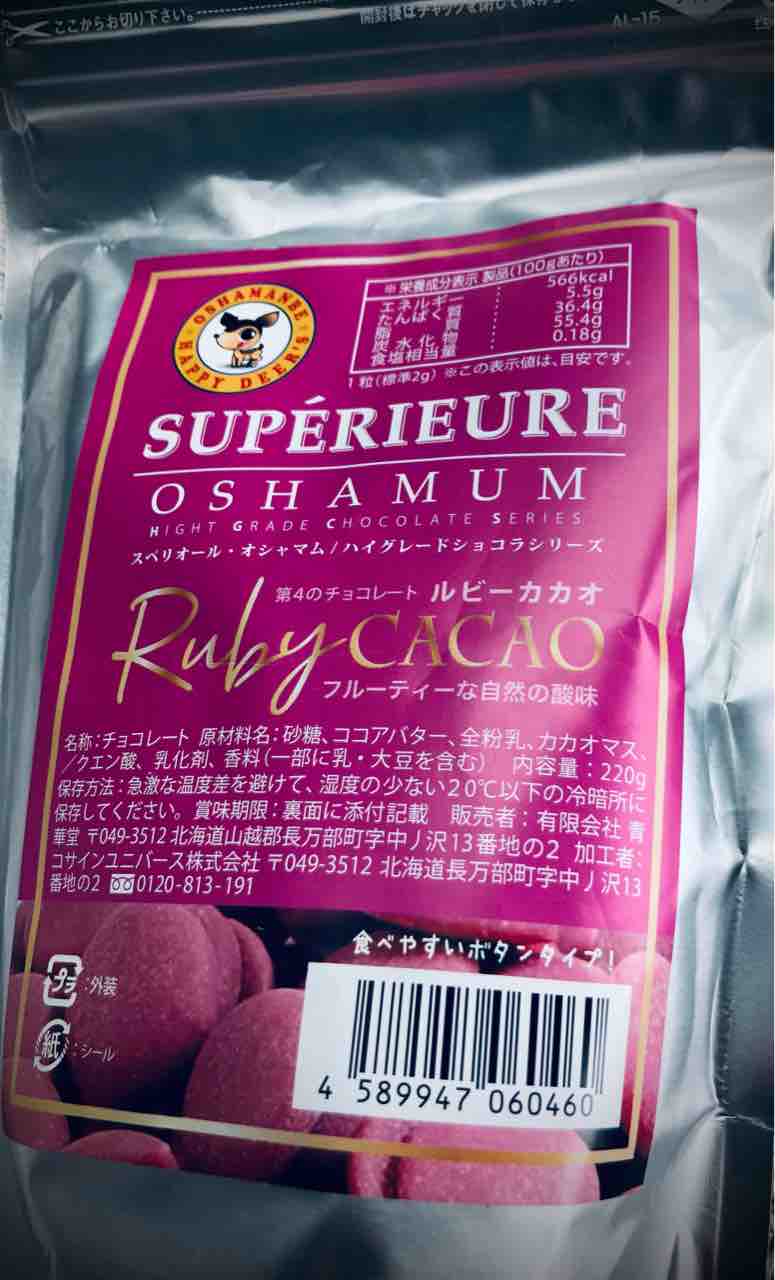 ここからお切り下さい。
開封後はチャックを閉じて保存
AL-15
OSHAMANBE
HAPPY DEER'S
※栄養成分表示 製品(100gあたり)
エネルギー 566kcal
たんぱく質 5.5g
脂質 36.4g
炭水化物 55.4g
食塩相当量 0.18g
1粒(標準2g) ※この表示値は、目安です。
SUPÉRIEURE
OSHAMUM
HIGHT GRADE CHOCOLATE SERIES
スペリオール・オシャマム/ハイグレードショコラシリーズ
第4のチョコレート ルビーカカオ
Ruby CACAO
フルーティーな自然の酸味
名称:チョコレート 原材料名:砂糖、ココアバター、全粉乳、カカオマス、
/クエン酸、乳化剤、香料(一部に乳・大豆を含む) 内容量:220g
保存方法:急激な温度差を避けて、湿度の少ない20℃以下の冷暗所に
保存してください。賞味期限:裏面に添付記載 販売者:有限会社 青
華堂 〒049-3512 北海道山越郡長万部町字中ノ沢13番地の2 加工者:
コサインユニバース株式会社 〒049-3512 北海道長万部町字中ノ沢13
番地の2 0120-813-191
食べやすいボタンタイプ!
プラ:外装
紙:シール
4 589947 060460